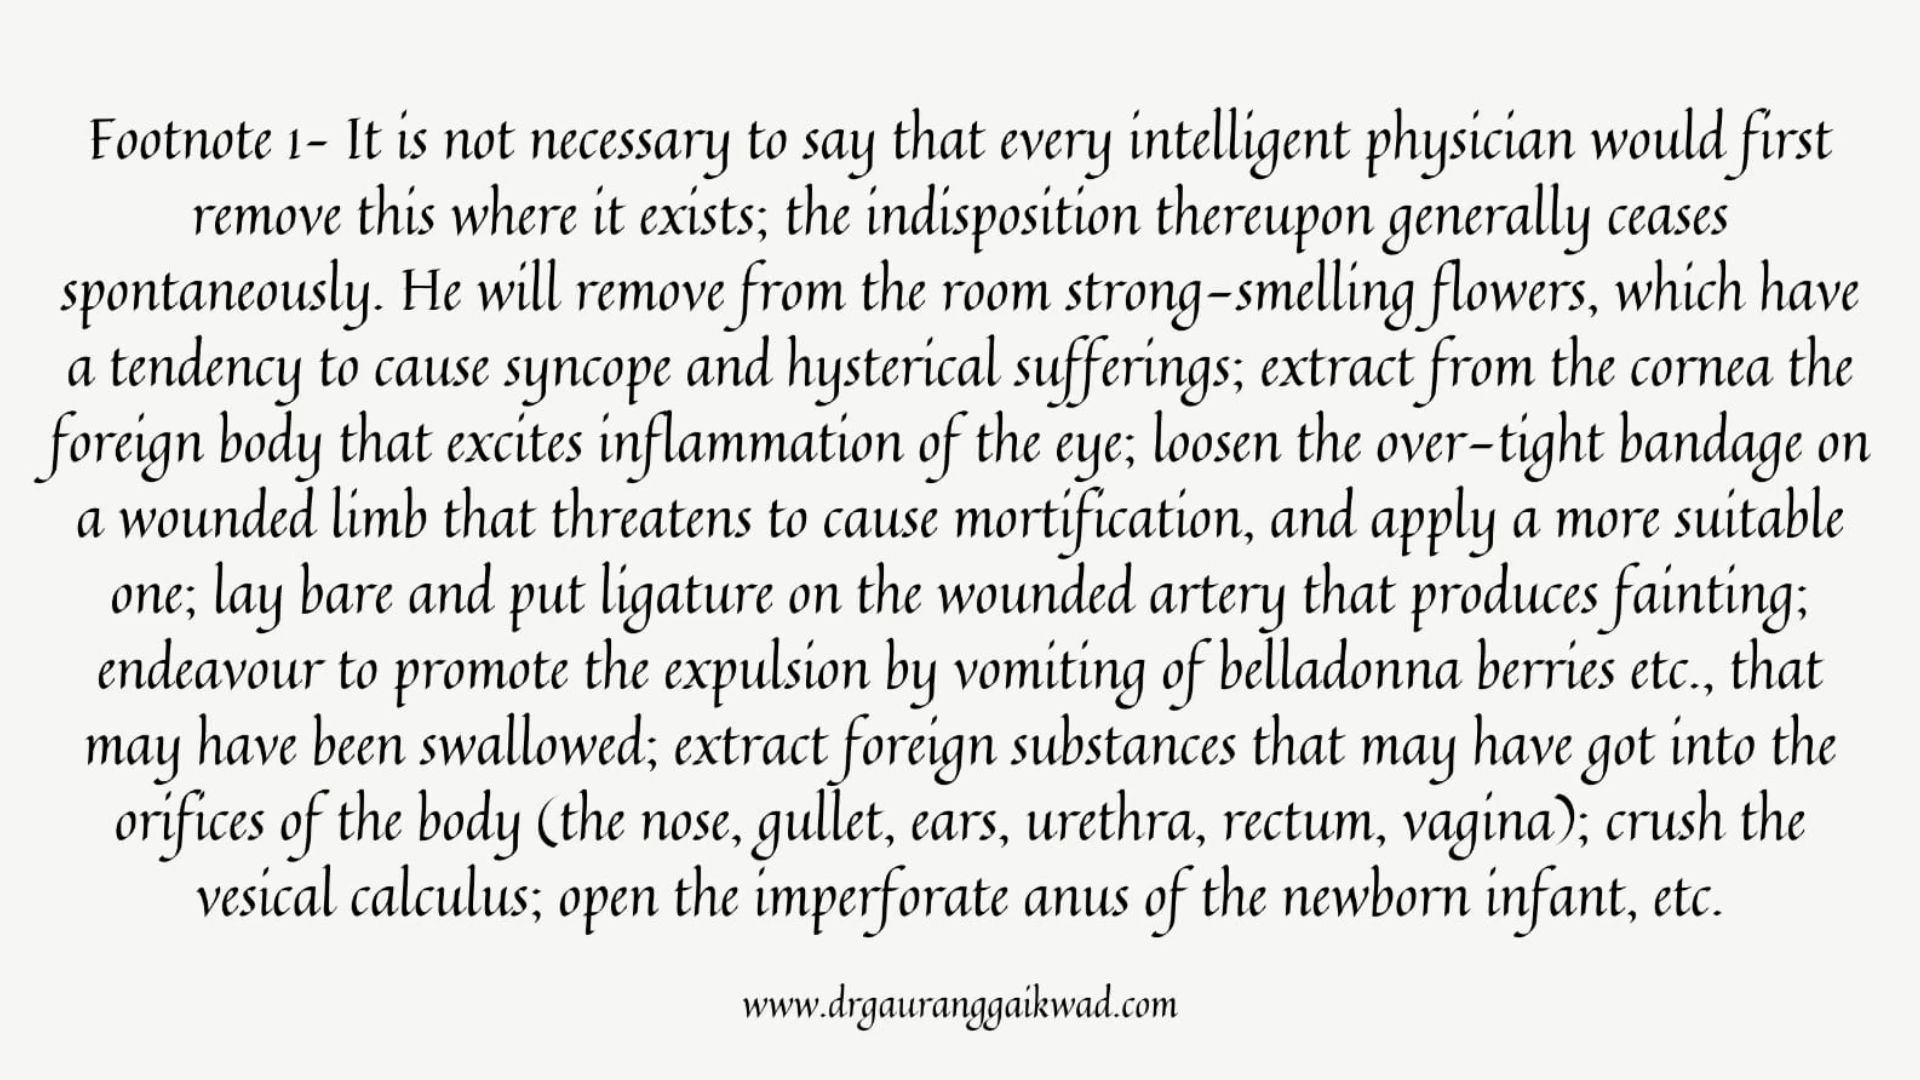 Footnote 1- It is not necessary to say that every intelligent physician would first
remove this where it exists; the indisposition thereupon generally ceases
spontaneously. He will remove from the room strong-smelling flowers, which have
a tendency to cause syncope and hysterical sufferings; extract from the cornea the
foreign body that excites inflammation of the eye; loosen the over-tight bandage on
a wounded limb that threatens to cause mortification, and apply a more suitable
one; lay bare and put ligature on the wounded artery that produces fainting;
endeavour to promote the expulsion by vomiting of belladonna berries etc., that
may have been swallowed; extract foreign substances that may have got into the
orifices of the body (the nose, gullet, ears, urethra, rectum, vagina); crush the
vesical calculus; open the imperforate anus of the newborn infant, etc.
www.drgauranggaikwad.com